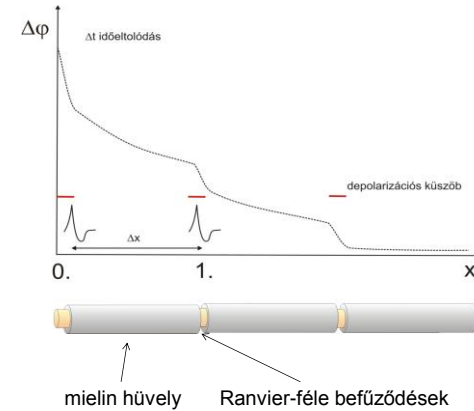 Δφ
Δt időeltolódás
depolarizációs küszöb
Δx
0. 1. x
mielin hüvely Ranvier-féle befűződések